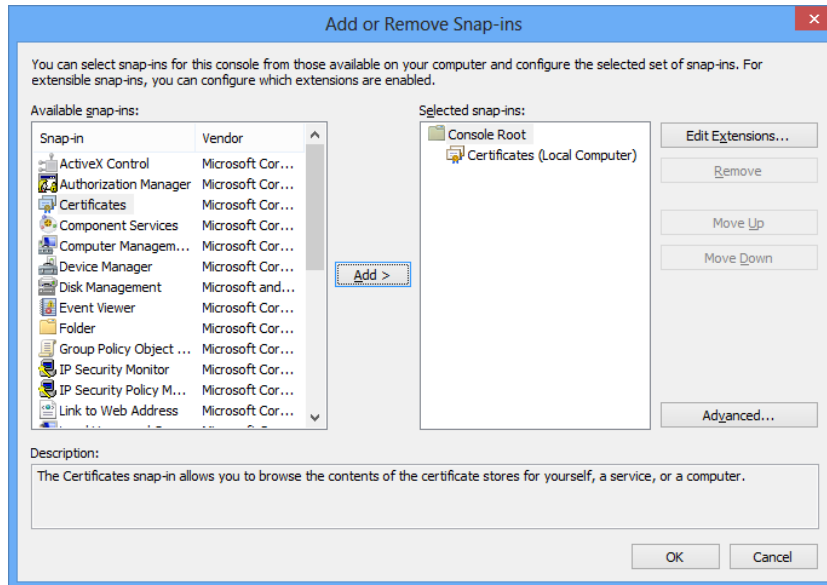 Add or Remove Snap-ins
You can select snap-ins for this console from those available on your computer and configure the selected set of snap-ins. For
extensible snap-ins, you can configure which extensions are enabled.
Available snap-ins:
Selected snap-ins:
Snap-in Vendor
ActiveX Control Microsoft Cor...
Authorization Manager Microsoft Cor...
Certificates Microsoft Cor...
Component Services Microsoft Cor...
Computer Managem... Microsoft Cor...
Device Manager Microsoft Cor...
Disk Management Microsoft and...
Event Viewer Microsoft Cor...
Folder Microsoft Cor...
Group Policy Object ... Microsoft Cor...
IP Security Monitor Microsoft Cor...
IP Security Policy M... Microsoft Cor...
Link to Web Address Microsoft Cor...
Add >
Console Root
Certificates (Local Computer)
Edit Extensions...
Remove
Move Up
Move Down
Advanced...
Description:
The Certificates snap-in allows you to browse the contents of the certificate stores for yourself, a service, or a computer.
OK
Cancel